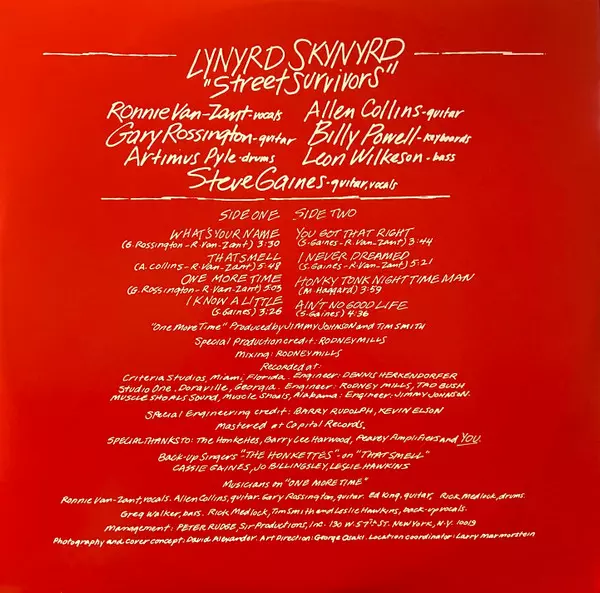 LYNYRD SKYNYRD
"Street Survivors"
Ronnie Van-Zant-vocals Allen Collins-guitar
Gary Rossington-guitar Billy Powell-keyboards
Artimus Pyle-drums Leon Wilkeson-bass
Steve Gaines-guitar, vocals
SIDE ONE SIDE TWO
WHAT'S YOUR NAME YOU GOT THAT RIGHT
(G. Rossington-R. Van-Zant) 3:30 (S. Gaines-R. Van-Zant) 3:44
THAT SMELL I NEVER DREAMED
(A. Collins-R. Van-Zant) 5:48 (S. Gaines-R. Van-Zant) 5:21
ONE MORE TIME HONKY TONK NIGHT TIME MAN
(G. Rossington-R. Van-Zant) 5:03 (M. Haggard) 3:59
I KNOW A LITTLE AIN'T NO GOOD LIFE
(S. Gaines) 3:26 (S. Gaines) 4:36
"One More Time" Produced by JIMMY JOHNSON and TIM SMITH
Special Production credit: RODNEY MILLS
Mixing: RODNEY MILLS
Recorded at:
Criteria Studios, Miami, Florida. Engineer: DENNIS HERKENDORFER
Studio One, Doraville, Georgia. Engineer: RODNEY MILLS, TAD BUSH
MUSCLE SHOALS SOUND, Muscle Shoals, Alabama: Engineer: JIMMY JOHNSON.
Special Engineering credit: BARRY RUDOLPH, KEVIN ELSON
Mastered at Capitol Records.
SPECIAL THANKS TO: The Honkettes, Barry Lee Harwood, Peavey Amplifiers and YOU.
Back-up Singers "THE HONKETTES"-on "THAT SMELL"
CASSIE GAINES, JO BILLINGSLEY, LESLIE HAWKINS
Musicians on "ONE MORE TIME"
Ronnie Van-Zant, vocals. Allen Collins, guitar. Gary Rossington, guitar. Ed King, guitar. Rick Medlock, drums.
Greg Walker, bass. Rick Medlock, Tim Smith and Leslie Hawkins, back-up vocals.
Management: PETER RUDGE, Sir Productions, Inc. 130 W. 57TH ST. New York, N.Y. 10019
Photography and cover concept: David Alexander. Art Direction: George Osaki. Location coordinator: Larry Marmorstein